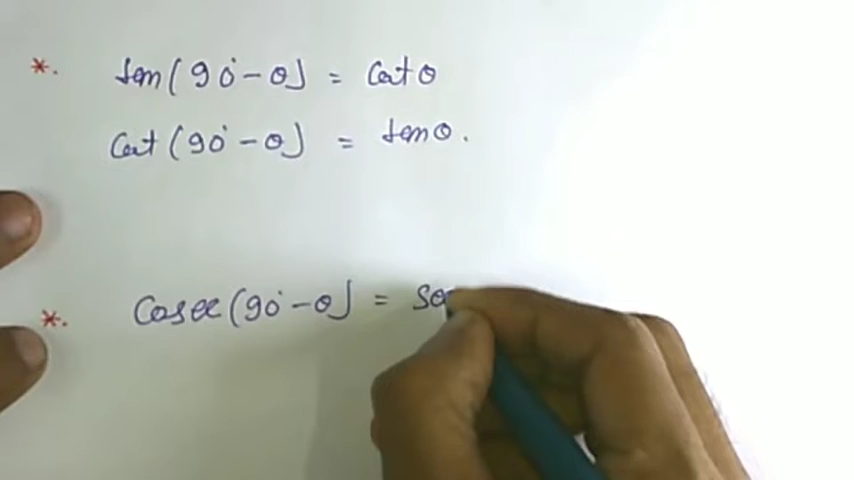 *. tan(90° - θ) = cot θ
cot(90° - θ) = tan θ.
*. cosec(90° - θ) = se